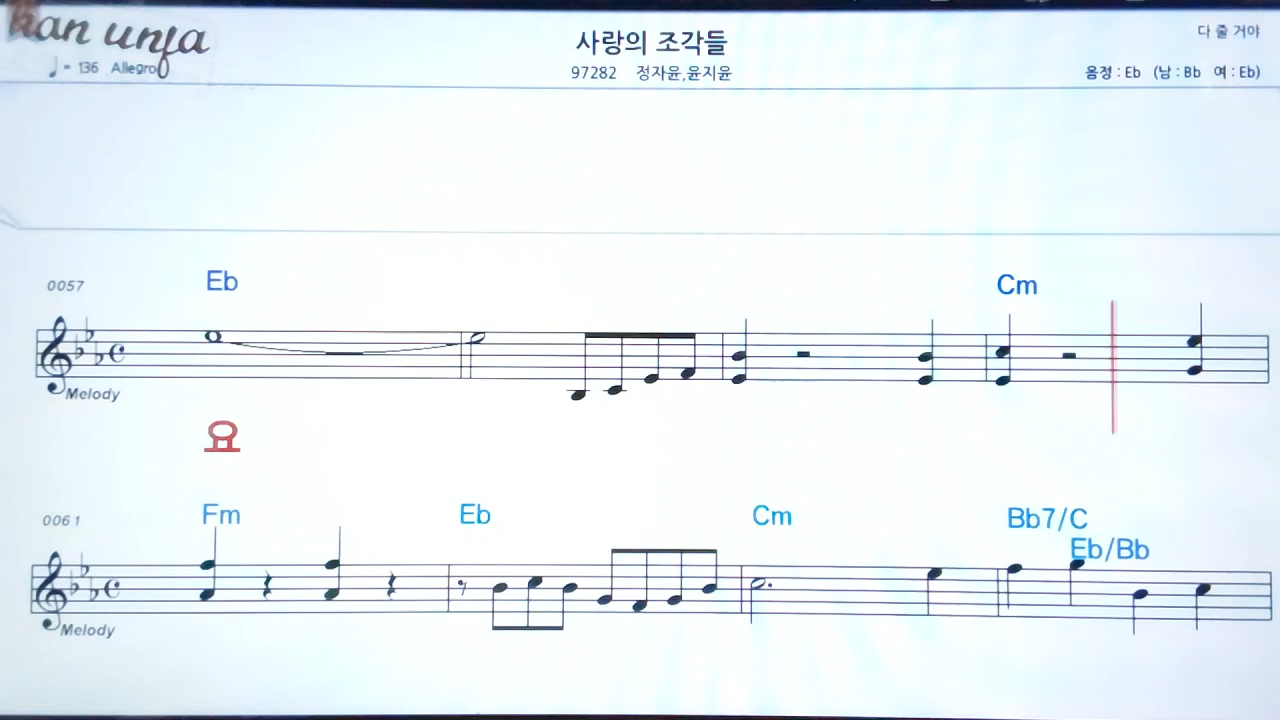 kan unja
다 줄 거야
사랑의 조각들
♩ = 136 Allegro
97282 정자윤,윤지윤
음정 : Eb (남 : Bb 여 : Eb)
0057
Eb
Cm
Melody
요
0061
Fm
Eb
Cm
Bb7/C
Eb/Bb
Melody